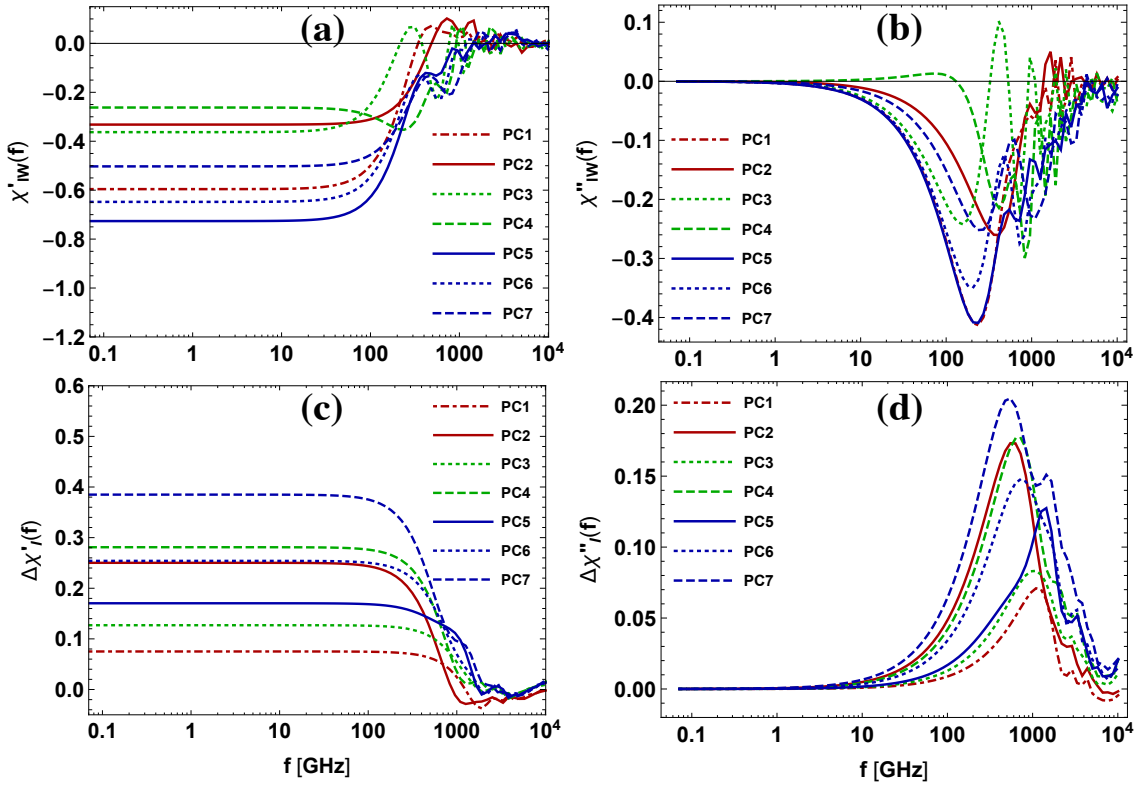 (a)
0.0
−0.2
−0.4
−0.6
−0.8
−1.0
−1.2
χ'IW(f)
PC1
PC2
PC3
PC4
PC5
PC6
PC7
0.1 1 10 100 1000 10⁴
(b)
0.1
0.0
−0.1
−0.2
−0.3
−0.4
χ''IW(f)
PC1
PC2
PC3
PC4
PC5
PC6
PC7
0.1 1 10 100 1000 10⁴
(c)
0.6
0.5
0.4
0.3
0.2
0.1
0.0
Δχ'I(f)
PC1
PC2
PC3
PC4
PC5
PC6
PC7
0.1 1 10 100 1000 10⁴
f [GHz]
(d)
0.20
0.15
0.10
0.05
0.00
Δχ''I(f)
PC1
PC2
PC3
PC4
PC5
PC6
PC7
0.1 1 10 100 1000 10⁴
f [GHz]